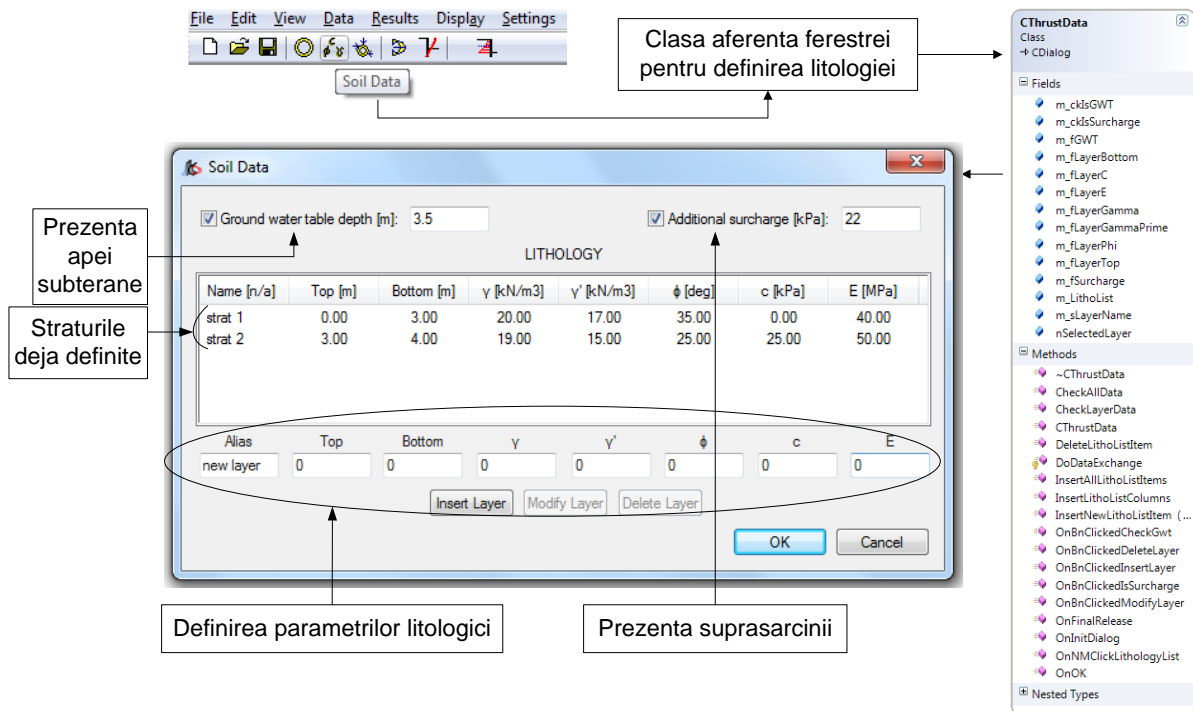 File Edit View Data Results Display Settings
Soil Data
Clasa aferenta ferestrei
pentru definirea litologiei
CThrustData
Class
CDialog
Fields
m_ckIsGWT
m_ckIsSurcharge
m_fGWT
m_fLayerBottom
m_fLayerC
m_fLayerE
m_fLayerGamma
m_fLayerGammaPrime
m_fLayerPhi
m_fLayerTop
m_fSurcharge
m_LithoList
m_sLayerName
nSelectedLayer
Methods
~CThrustData
CheckAllData
CheckLayerData
CThrustData
DeleteLithoListItem
DoDataExchange
InsertAllLithoListItems
InsertLithoListColumns
InsertNewLithoListItem (...
OnBnClickedCheckGwt
OnBnClickedDeleteLayer
OnBnClickedInsertLayer
OnBnClickedIsSurcharge
OnBnClickedModifyLayer
OnFinalRelease
OnInitDialog
OnNMClickLithologyList
OnOK
Nested Types
Soil Data
Ground water table depth [m]: 3.5 Additional surcharge [kPa]: 22
LITHOLOGY
Name [n/a] Top [m] Bottom [m] γ [kN/m3] γ' [kN/m3] ϕ [deg] c [kPa] E [MPa]
strat 1 0.00 3.00 20.00 17.00 35.00 0.00 40.00
strat 2 3.00 4.00 19.00 15.00 25.00 25.00 50.00
Alias Top Bottom γ γ' ϕ c E
new layer 0 0 0 0 0 0 0
Insert Layer Modify Layer Delete Layer
OK Cancel
Prezenta
apei
subterane
Straturile
deja definite
Definirea parametrilor litologici
Prezenta suprasarcinii